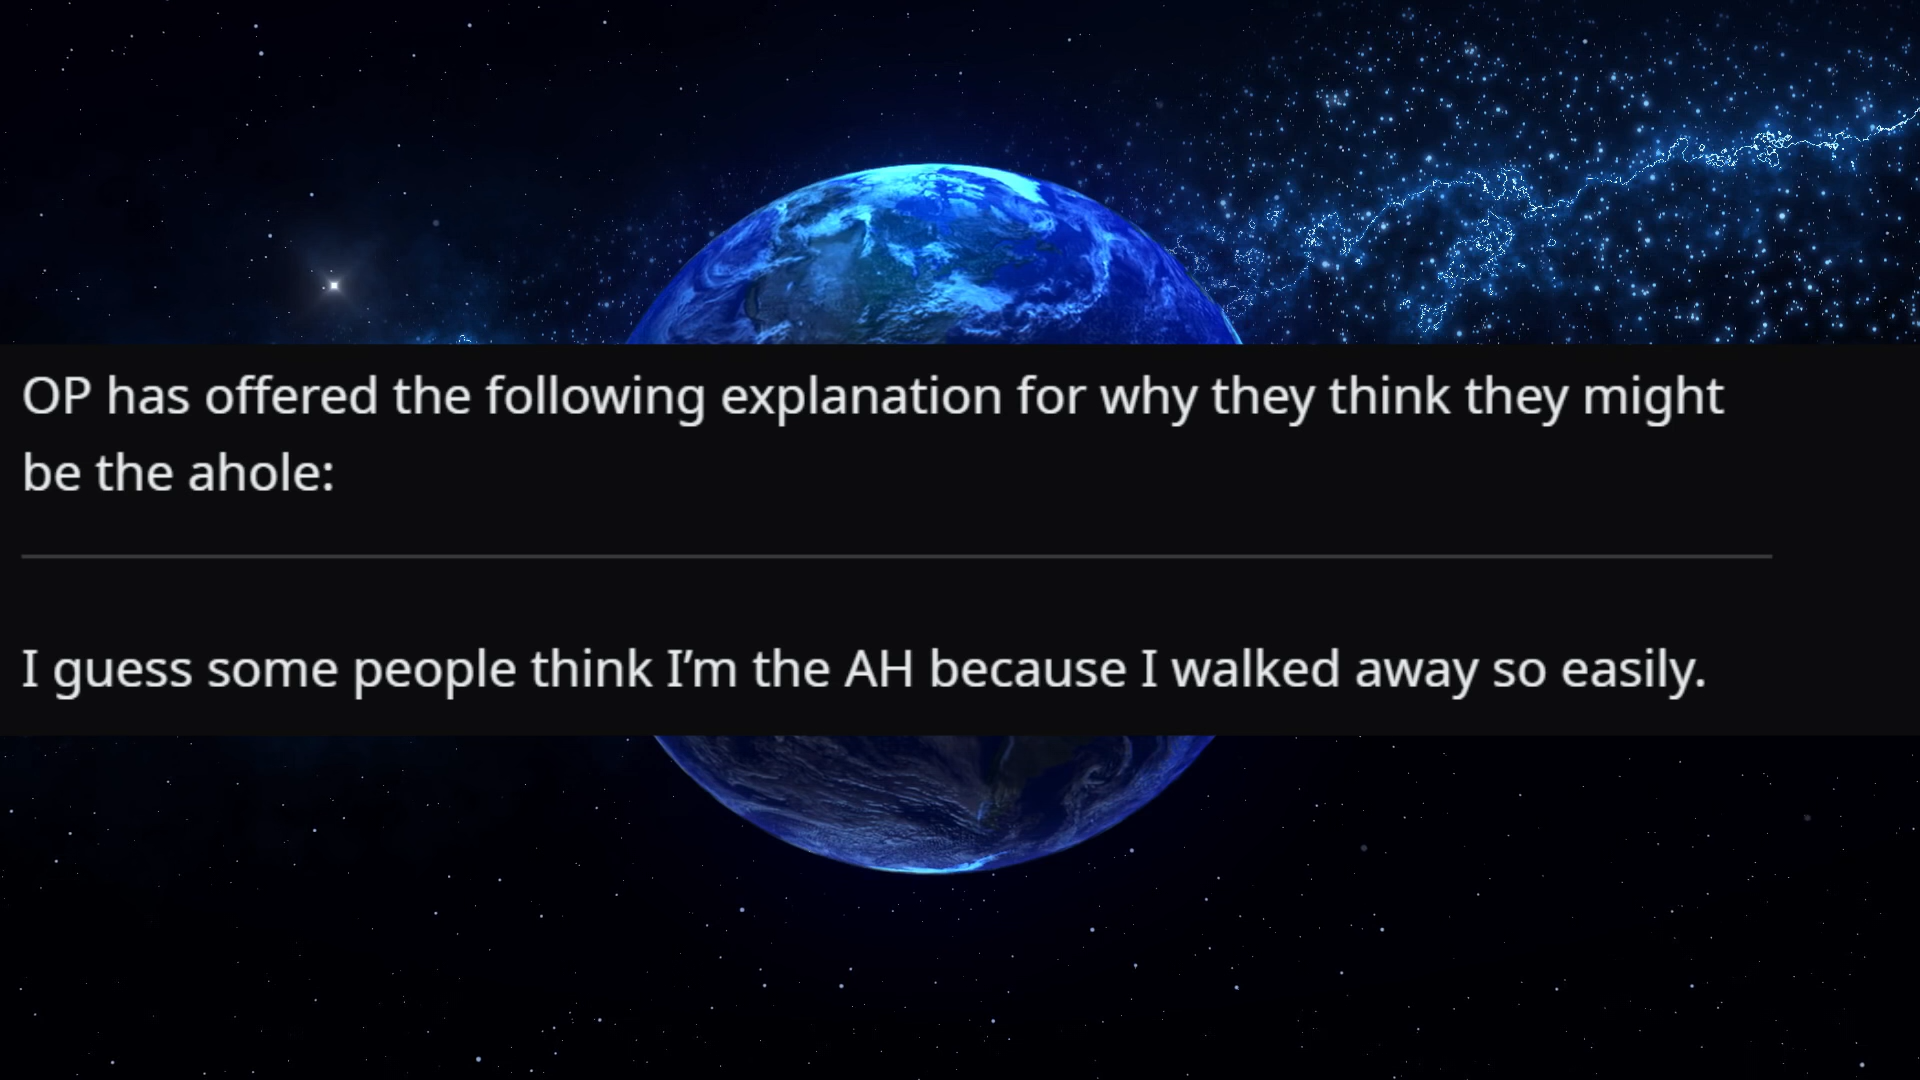 OP has offered the following explanation for why they think they might
be the ahole:
I guess some people think I’m the AH because I walked away so easily.